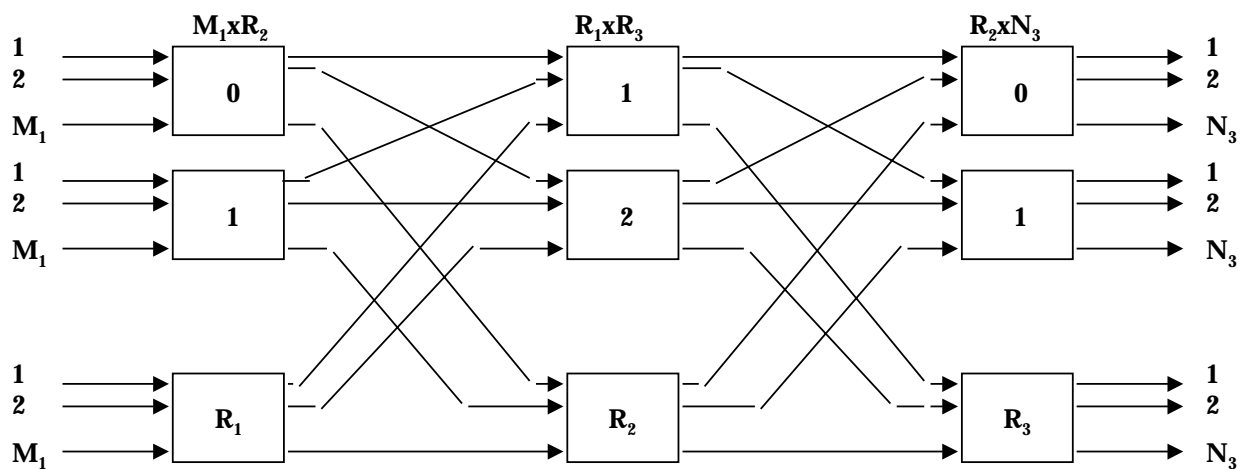 M₁xR₂ R₁xR₃ R₂xN₃
1 1
2 0 1 0 2
M₁ N₃
1 1
2 1 2 1 2
M₁ N₃
1 1
2 R₁ R₂ R₃ 2
M₁ N₃